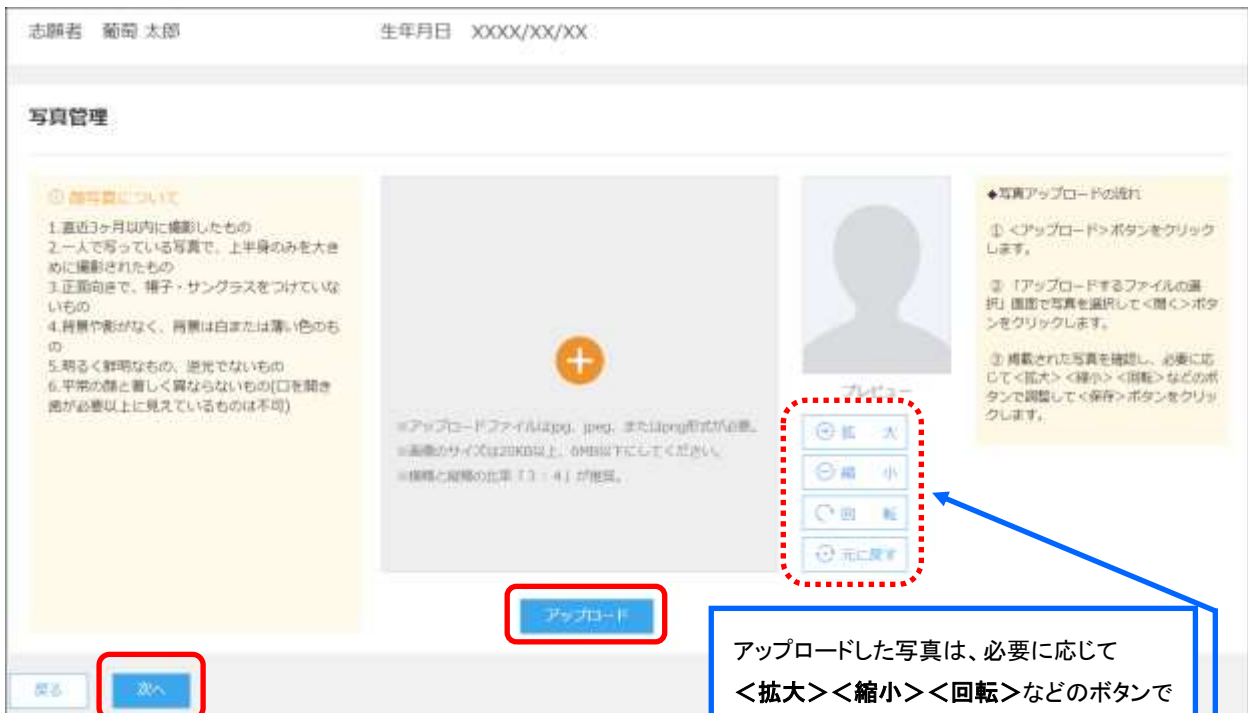 志願者 葡萄 太郎 生年月日 XXXX/XX/XX
写真管理
① 顔写真について
1.直近3ヶ月以内に撮影したもの
2.一人で写っている写真で、上半身のみを大き
めに撮影されたもの
3.正面向きで、帽子・サングラスをつけていな
いもの
4.背景や影がなく、背景は白または薄い色のも
の
5.明るく鮮明なもの、逆光でないもの
6.平常の顔と著しく異ならないもの(口を開き
歯が必要以上に見えているものは不可)
※アップロードファイルはjpg、jpeg、またはpng形式が必要。
※画像のサイズは20KB以上、6MB以下にしてください。
※横幅と縦幅の比率「3:4」が推奨。
アップロード
プレビュー
拡 大
縮 小
回 転
元に戻す
◆写真アップロードの流れ
① <アップロード>ボタンをクリック
します。
② 「アップロードするファイルの選
択」画面で写真を選択して<開く>ボタ
ンをクリックします。
③ 掲載された写真を確認し、必要に応
じて<拡大><縮小><回転>などのボ
タンで調整して<保存>ボタンをクリッ
クします。
戻る 次へ
アップロードした写真は、必要に応じて
<拡大><縮小><回転>などのボタンで